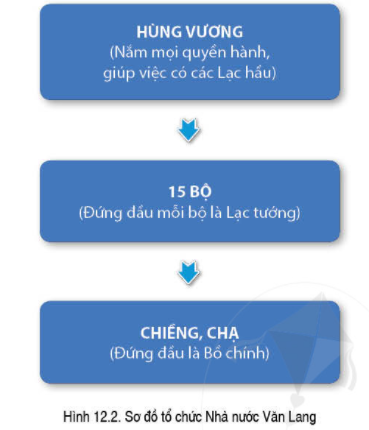 HÙNG VƯƠNG
(Nắm mọi quyền hành,
giúp việc có các Lạc hầu)
15 BỘ
(Đứng đầu mỗi bộ là Lạc tướng)
CHIỀNG, CHẠ
(Đứng đầu là Bồ chính)
Hình 12.2. Sơ đồ tổ chức Nhà nước Văn Lang